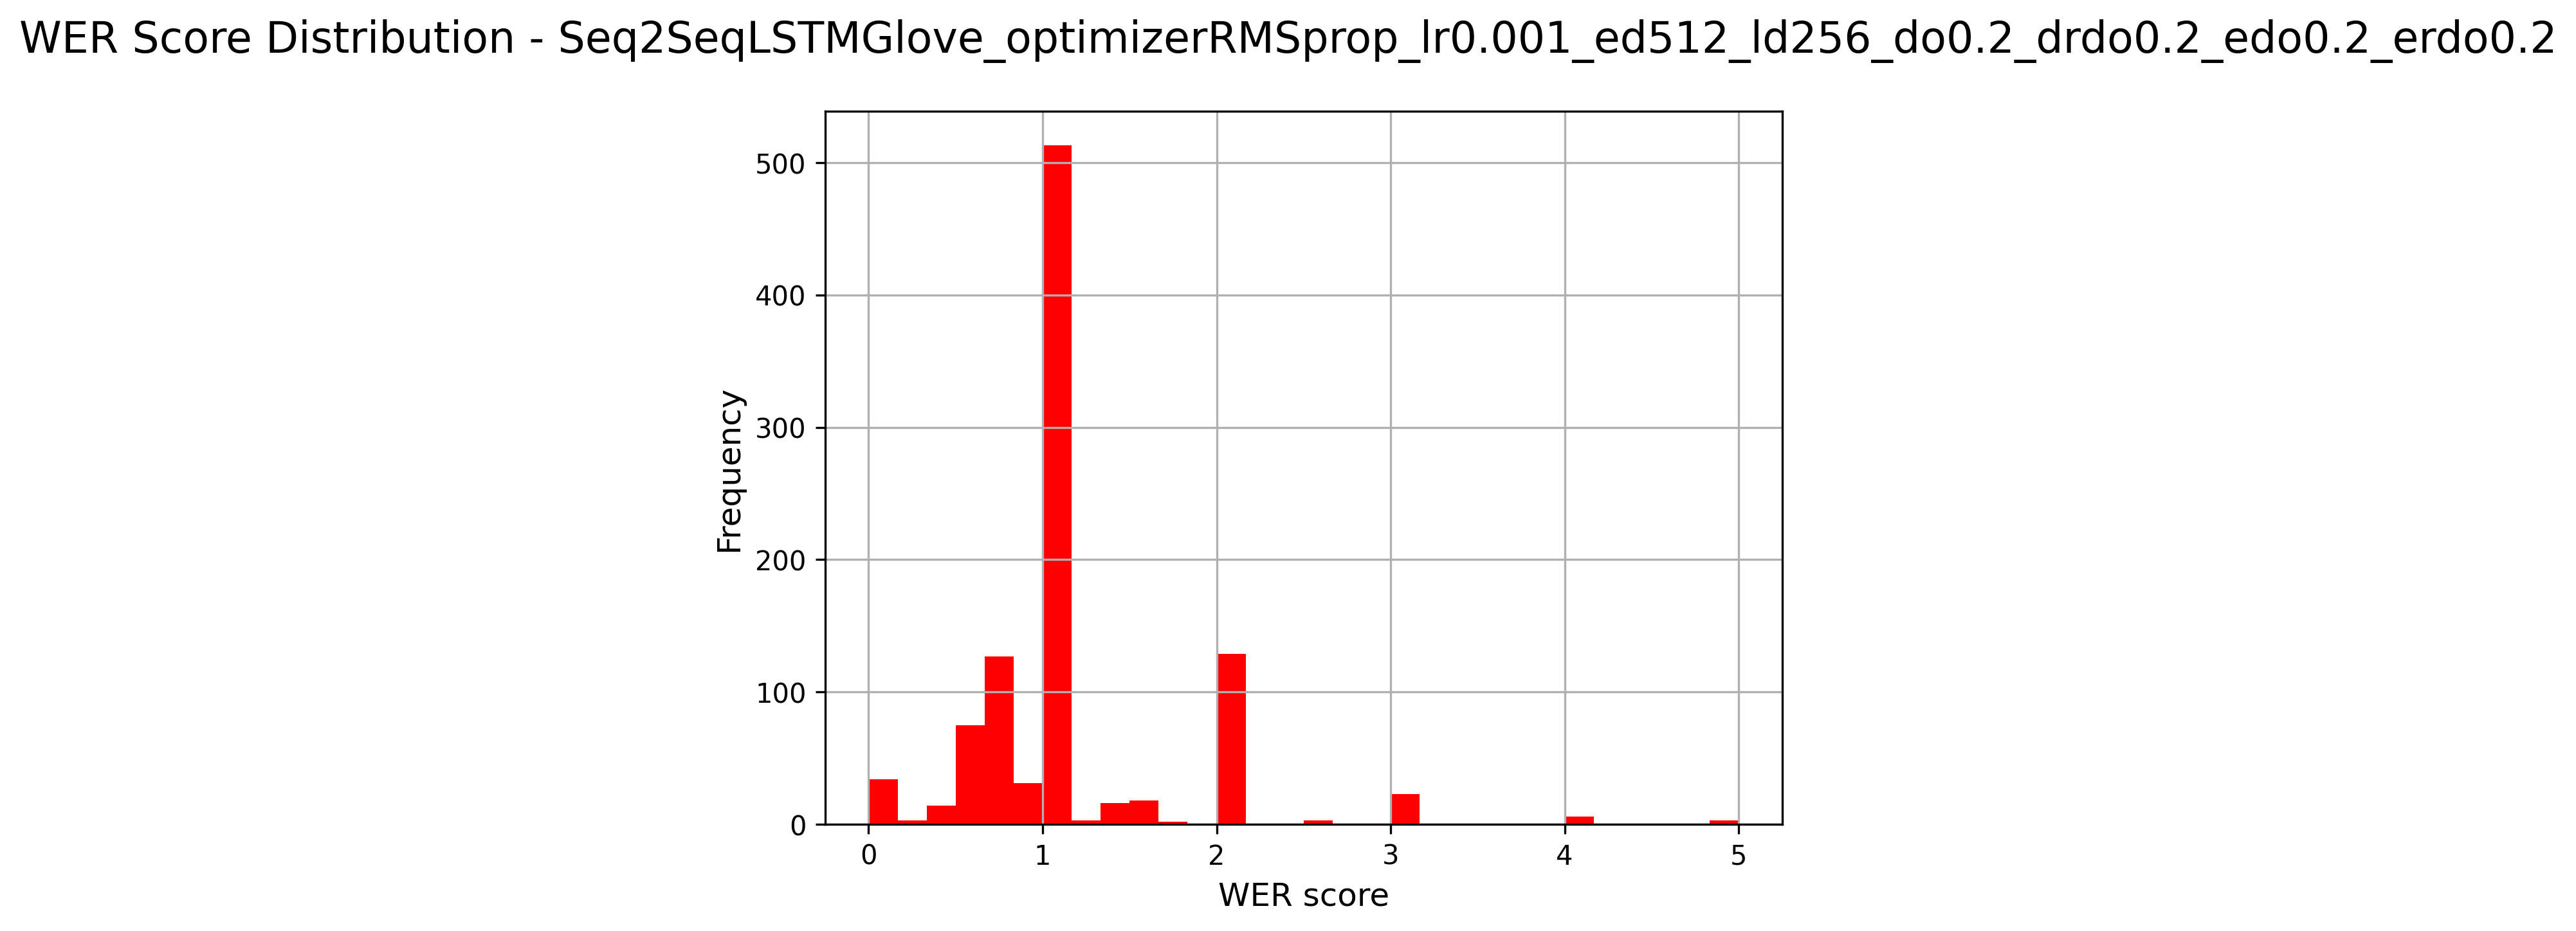 WER Score Distribution - Seq2SeqLSTMGlove_optimizerRMSprop_lr0.001_ed512_ld256_do0.2_drdo0.2_edo0.2_erdo0.2
500
400
300
200
100
0
Frequency
0 1 2 3 4 5
WER score